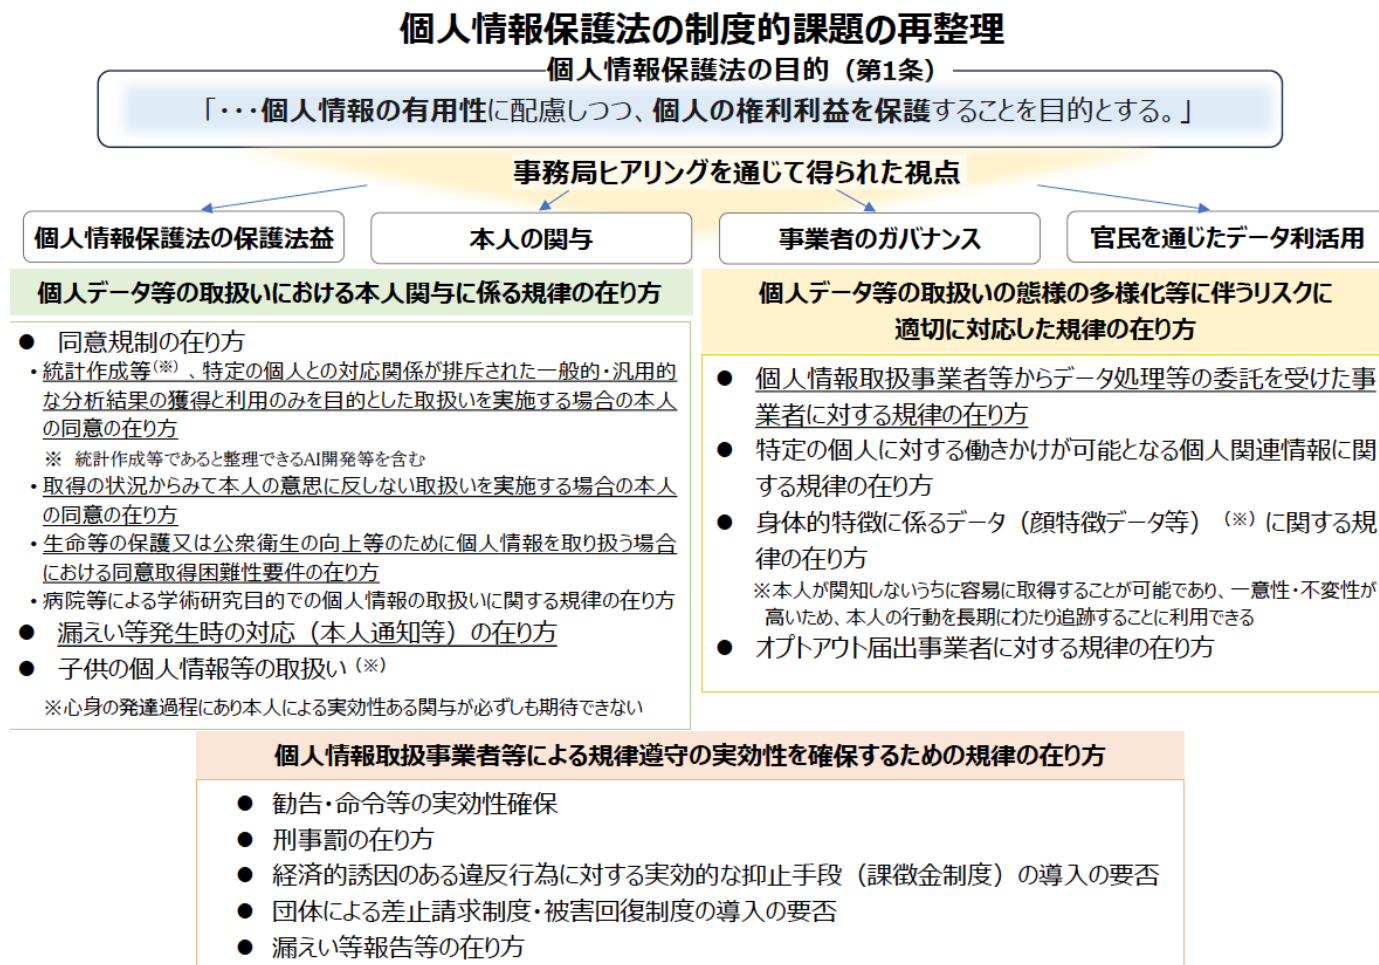 個人情報保護法の制度的課題の再整理
個人情報保護法の目的（第1条）
「・・・個人情報の有用性に配慮しつつ、個人の権利利益を保護することを目的とする。」
事務局ヒアリングを通じて得られた視点
個人情報保護法の保護法益
本人の関与
事業者のガバナンス
官民を通じたデータ利活用
個人データ等の取扱いにおける本人関与に係る規律の在り方
● 同意規制の在り方
・統計作成等（※）、特定の個人との対応関係が排斥された一般的・汎用的
な分析結果の獲得と利用のみを目的とした取扱いを実施する場合の本人
の同意の在り方
※ 統計作成等であると整理できるAI開発等を含む
・取得の状況からみて本人の意思に反しない取扱いを実施する場合の本人
の同意の在り方
・生命等の保護又は公衆衛生の向上等のために個人情報を取り扱う場合
における同意取得困難性要件の在り方
・病院等による学術研究目的での個人情報の取扱いに関する規律の在り方
● 漏えい等発生時の対応（本人通知等）の在り方
● 子供の個人情報等の取扱い（※）
※心身の発達過程にあり本人による実効性ある関与が必ずしも期待できない
個人データ等の取扱いの態様の多様化等に伴うリスクに
適切に対応した規律の在り方
● 個人情報取扱事業者等からデータ処理等の委託を受けた事
業者に対する規律の在り方
● 特定の個人に対する働きかけが可能となる個人関連情報に関
する規律の在り方
● 身体的特徴に係るデータ（顔特徴データ等）（※）に関する規
律の在り方
※本人が関知しないうちに容易に取得することが可能であり、一意性・不変性が
高いため、本人の行動を長期にわたり追跡することに利用できる
● オプトアウト届出事業者に対する規律の在り方
個人情報取扱事業者等による規律遵守の実効性を確保するための規律の在り方
● 勧告・命令等の実効性確保
● 刑事罰の在り方
● 経済的誘因のある違反行為に対する実効的な抑止手段（課徴金制度）の導入の要否
● 団体による差止請求制度・被害回復制度の導入の要否
● 漏えい等報告等の在り方